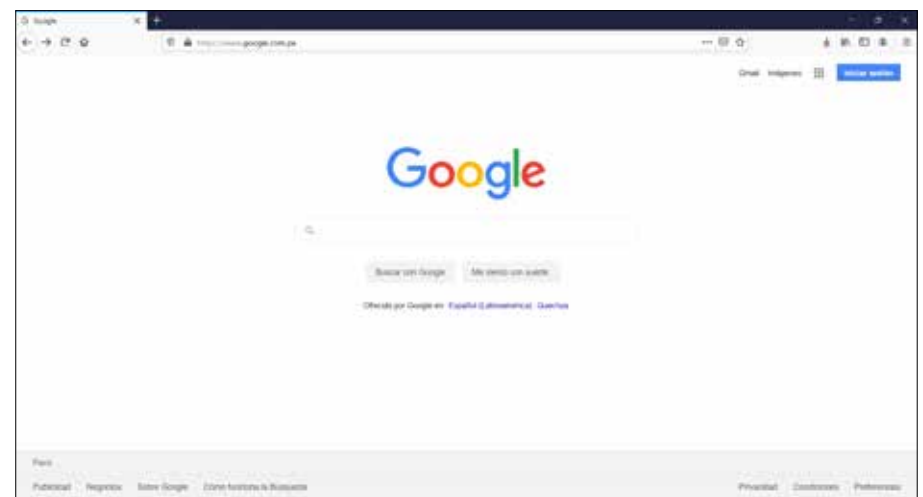 Google
https://www.google.com.pe
Gmail Imágenes Iniciar sesión
Google
Buscar con Google Me siento con suerte
Ofrecido por Google en: Español (Latinoamérica) Quechua
Perú
Publicidad Negocios Sobre Google Cómo funciona la Búsqueda
Privacidad Condiciones Preferencias